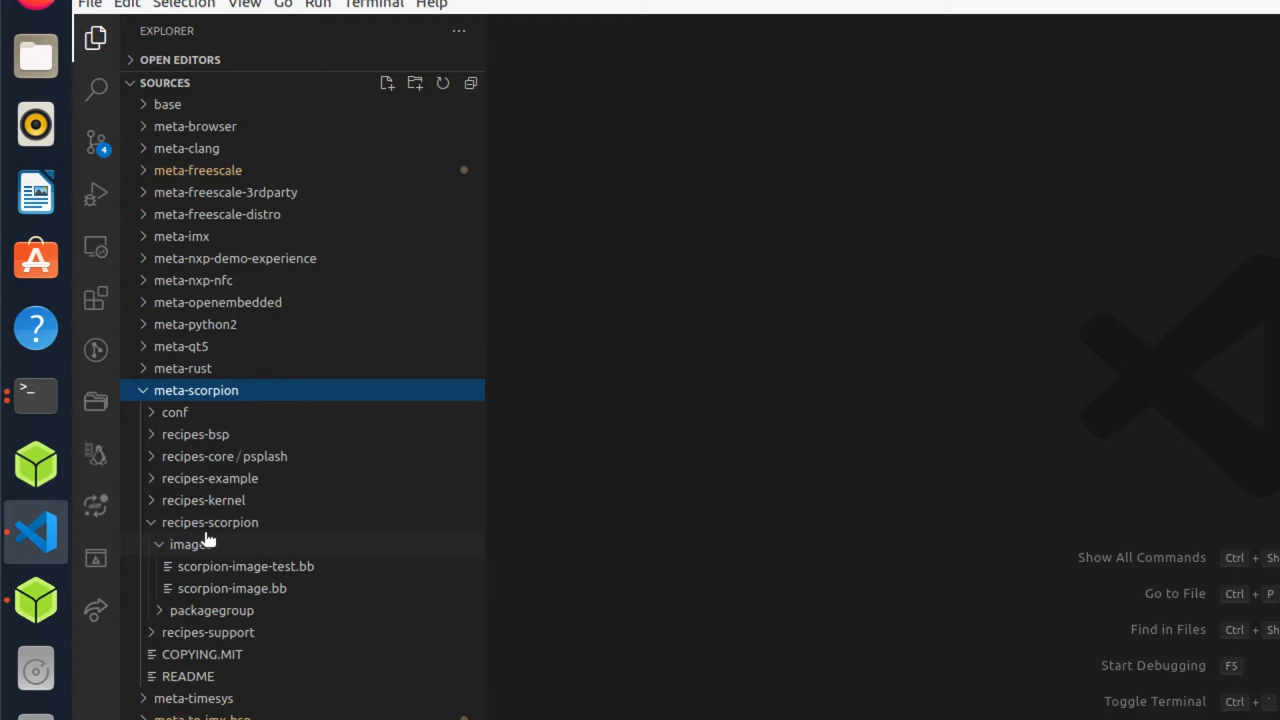 File Edit Selection View Go Run Terminal Help
EXPLORER
OPEN EDITORS
SOURCES
base
meta-browser
meta-clang
meta-freescale
meta-freescale-3rdparty
meta-freescale-distro
meta-imx
meta-nxp-demo-experience
meta-nxp-nfc
meta-openembedded
meta-python2
meta-qt5
meta-rust
meta-scorpion
conf
recipes-bsp
recipes-core / psplash
recipes-example
recipes-kernel
recipes-scorpion
scorpion-image-test.bb
scorpion-image.bb
packagegroup
recipes-support
COPYING.MIT
README
meta-timesys
4
Show All Commands Ctrl + Sh
Go to File Ctrl + P
Find in Files Ctrl + Sh
Start Debugging F5
Toggle Terminal Ctrl + `